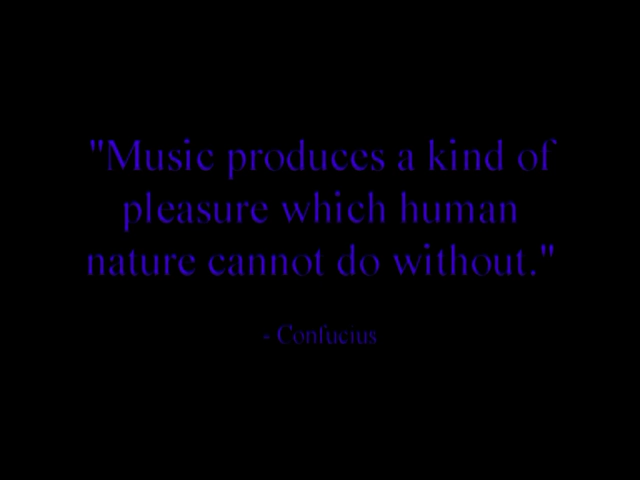 "Music produces a kind of
pleasure which human
nature cannot do without."
- Confucius